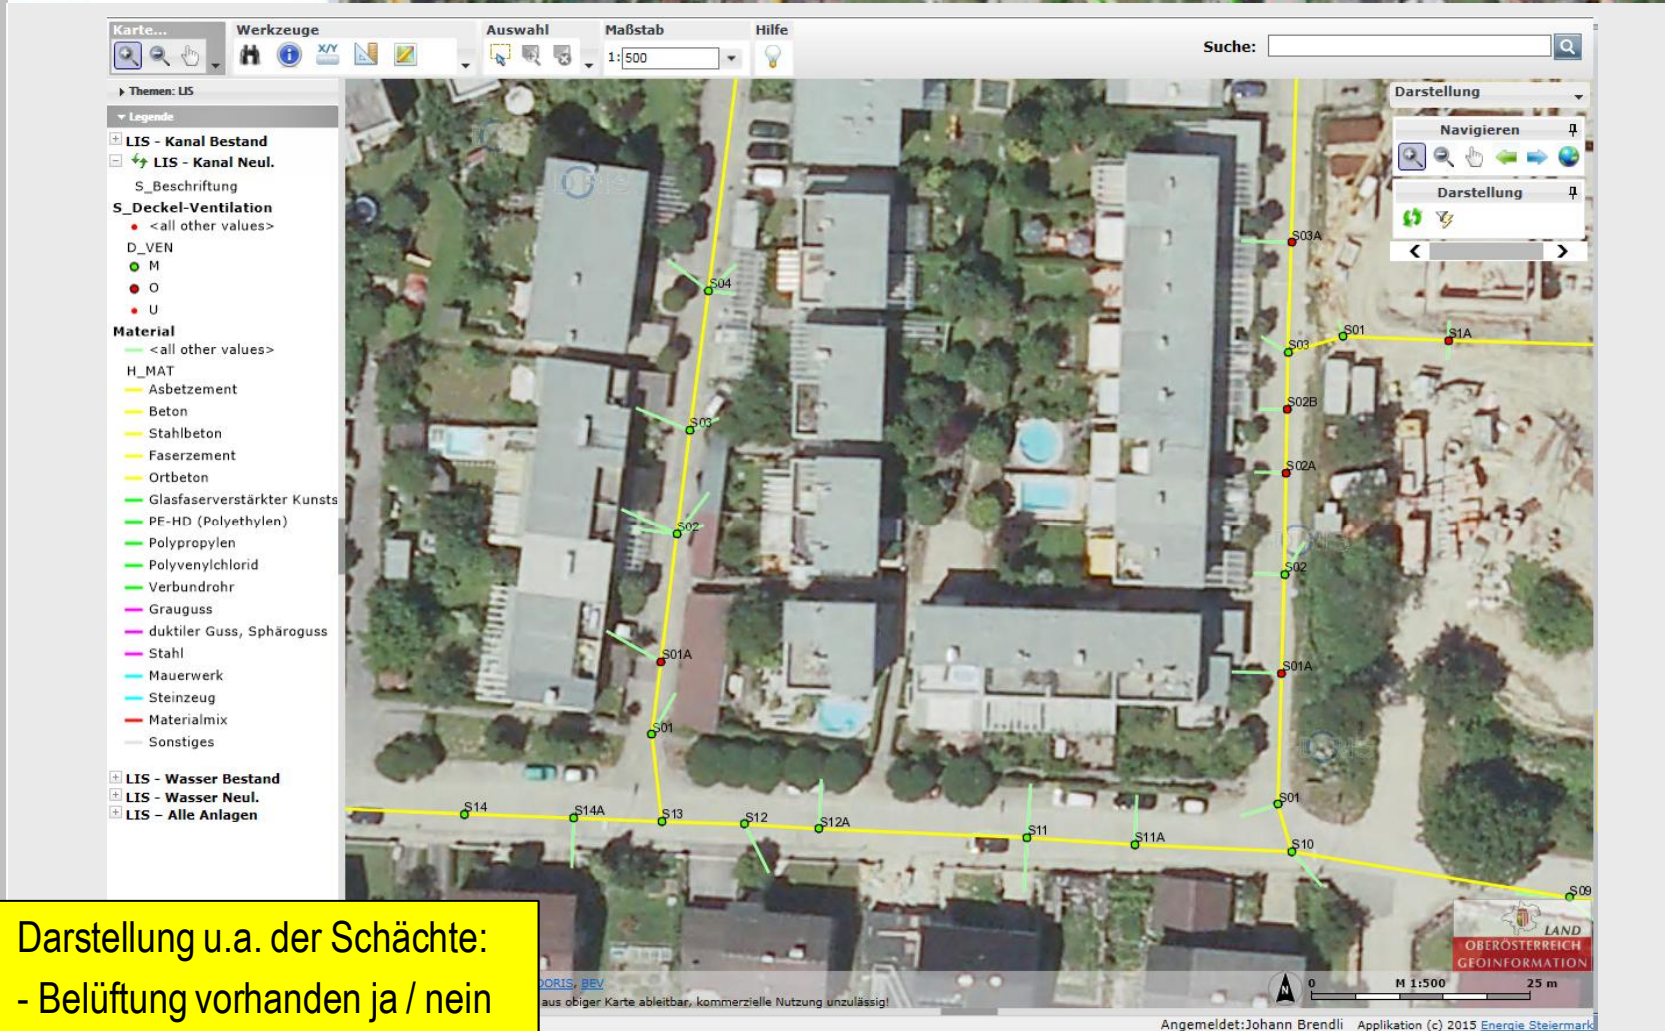 Karte...
Werkzeuge
Auswahl
Maßstab
Hilfe
X/Y
1: 500
Suche:
Themen: LIS
Legende
LIS - Kanal Bestand
LIS - Kanal Neul.
S_Beschriftung
S_Deckel-Ventilation
<all other values>
D_VEN
M
O
U
Material
<all other values>
H_MAT
Asbetzement
Beton
Stahlbeton
Faserzement
Ortbeton
Glasfaserverstärkter Kunsts
PE-HD (Polyethylen)
Polypropylen
Polyvenylchlorid
Verbundrohr
Grauguss
duktiler Guss, Sphäroguss
Stahl
Mauerwerk
Steinzeug
Materialmix
Sonstiges
LIS - Wasser Bestand
LIS - Wasser Neul.
LIS - Alle Anlagen
Darstellung
Navigieren
Darstellung
S03A
S04
S01
S1A
S03
S02B
S03
S02A
S02
S02
S01A
S01A
S01
S01
S14
S14A
S13
S12
S12A
S11
S11A
S10
S09
LAND
OBERÖSTERREICH
GEOINFORMATION
Darstellung u.a. der Schächte:
- Belüftung vorhanden ja / nein
DORIS, BEV
aus obiger Karte ableitbar, kommerzielle Nutzung unzulässig!
N
0 M 1:500 25 m
Angemeldet:Johann Brendli Applikation (c) 2015 Energie Steiermark